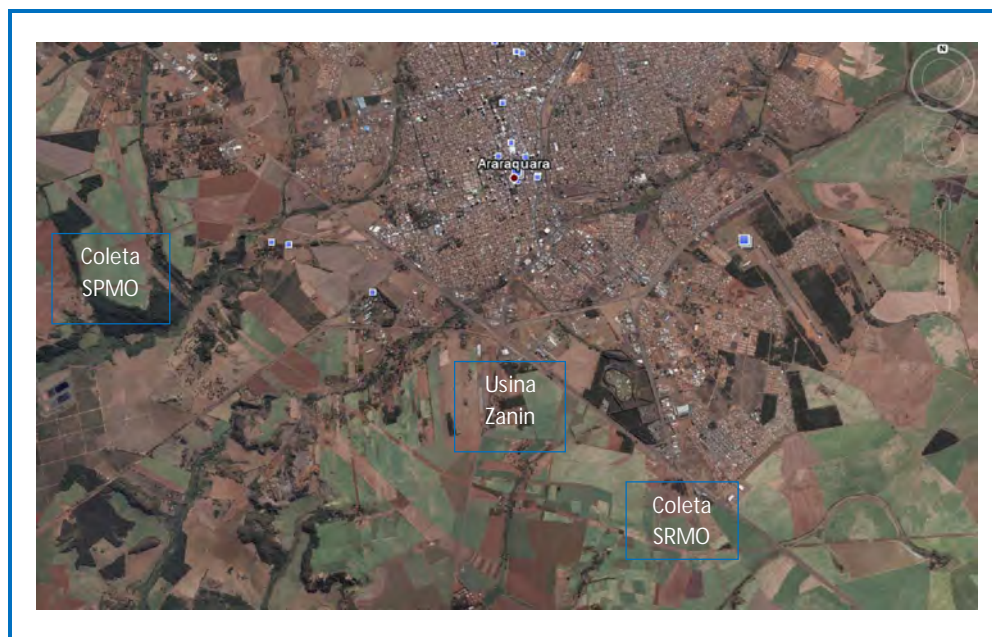 N
Araraquara
Coleta
SPMO
Usina
Zanin
Coleta
SRMO